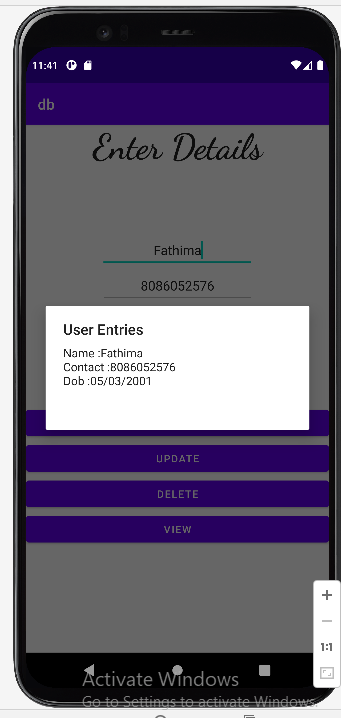 11:41
db
Enter Details
Fathima
8086052576
User Entries
Name :Fathima
Contact :8086052576
Dob :05/03/2001
UPDATE
DELETE
VIEW
1:1
Activate Windows
Go to Settings to activate Windows.